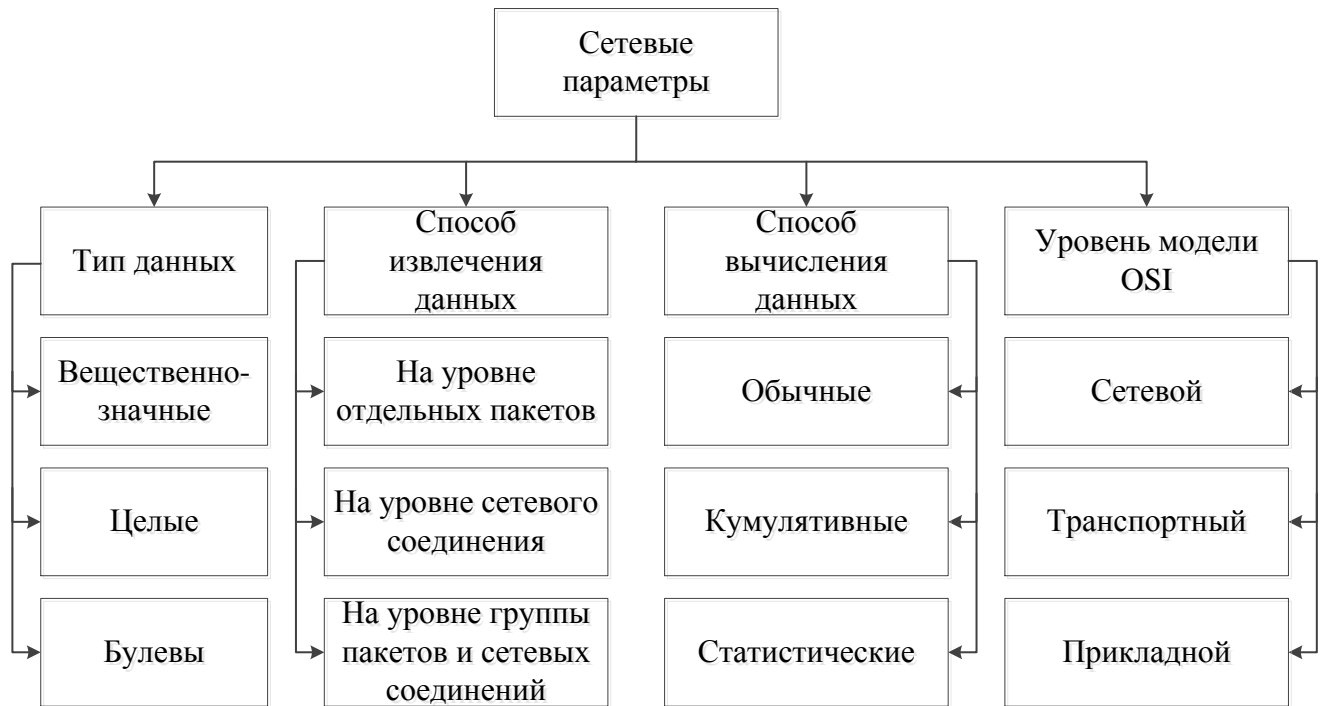 Сетевые
параметры
Тип данных
Способ
извлечения
данных
Способ
вычисления
данных
Уровень модели
OSI
Вещественно-
значные
На уровне
отдельных пакетов
Обычные
Сетевой
Целые
На уровне сетевого
соединения
Кумулятивные
Транспортный
Булевы
На уровне группы
пакетов и сетевых
соединений
Статистические
Прикладной